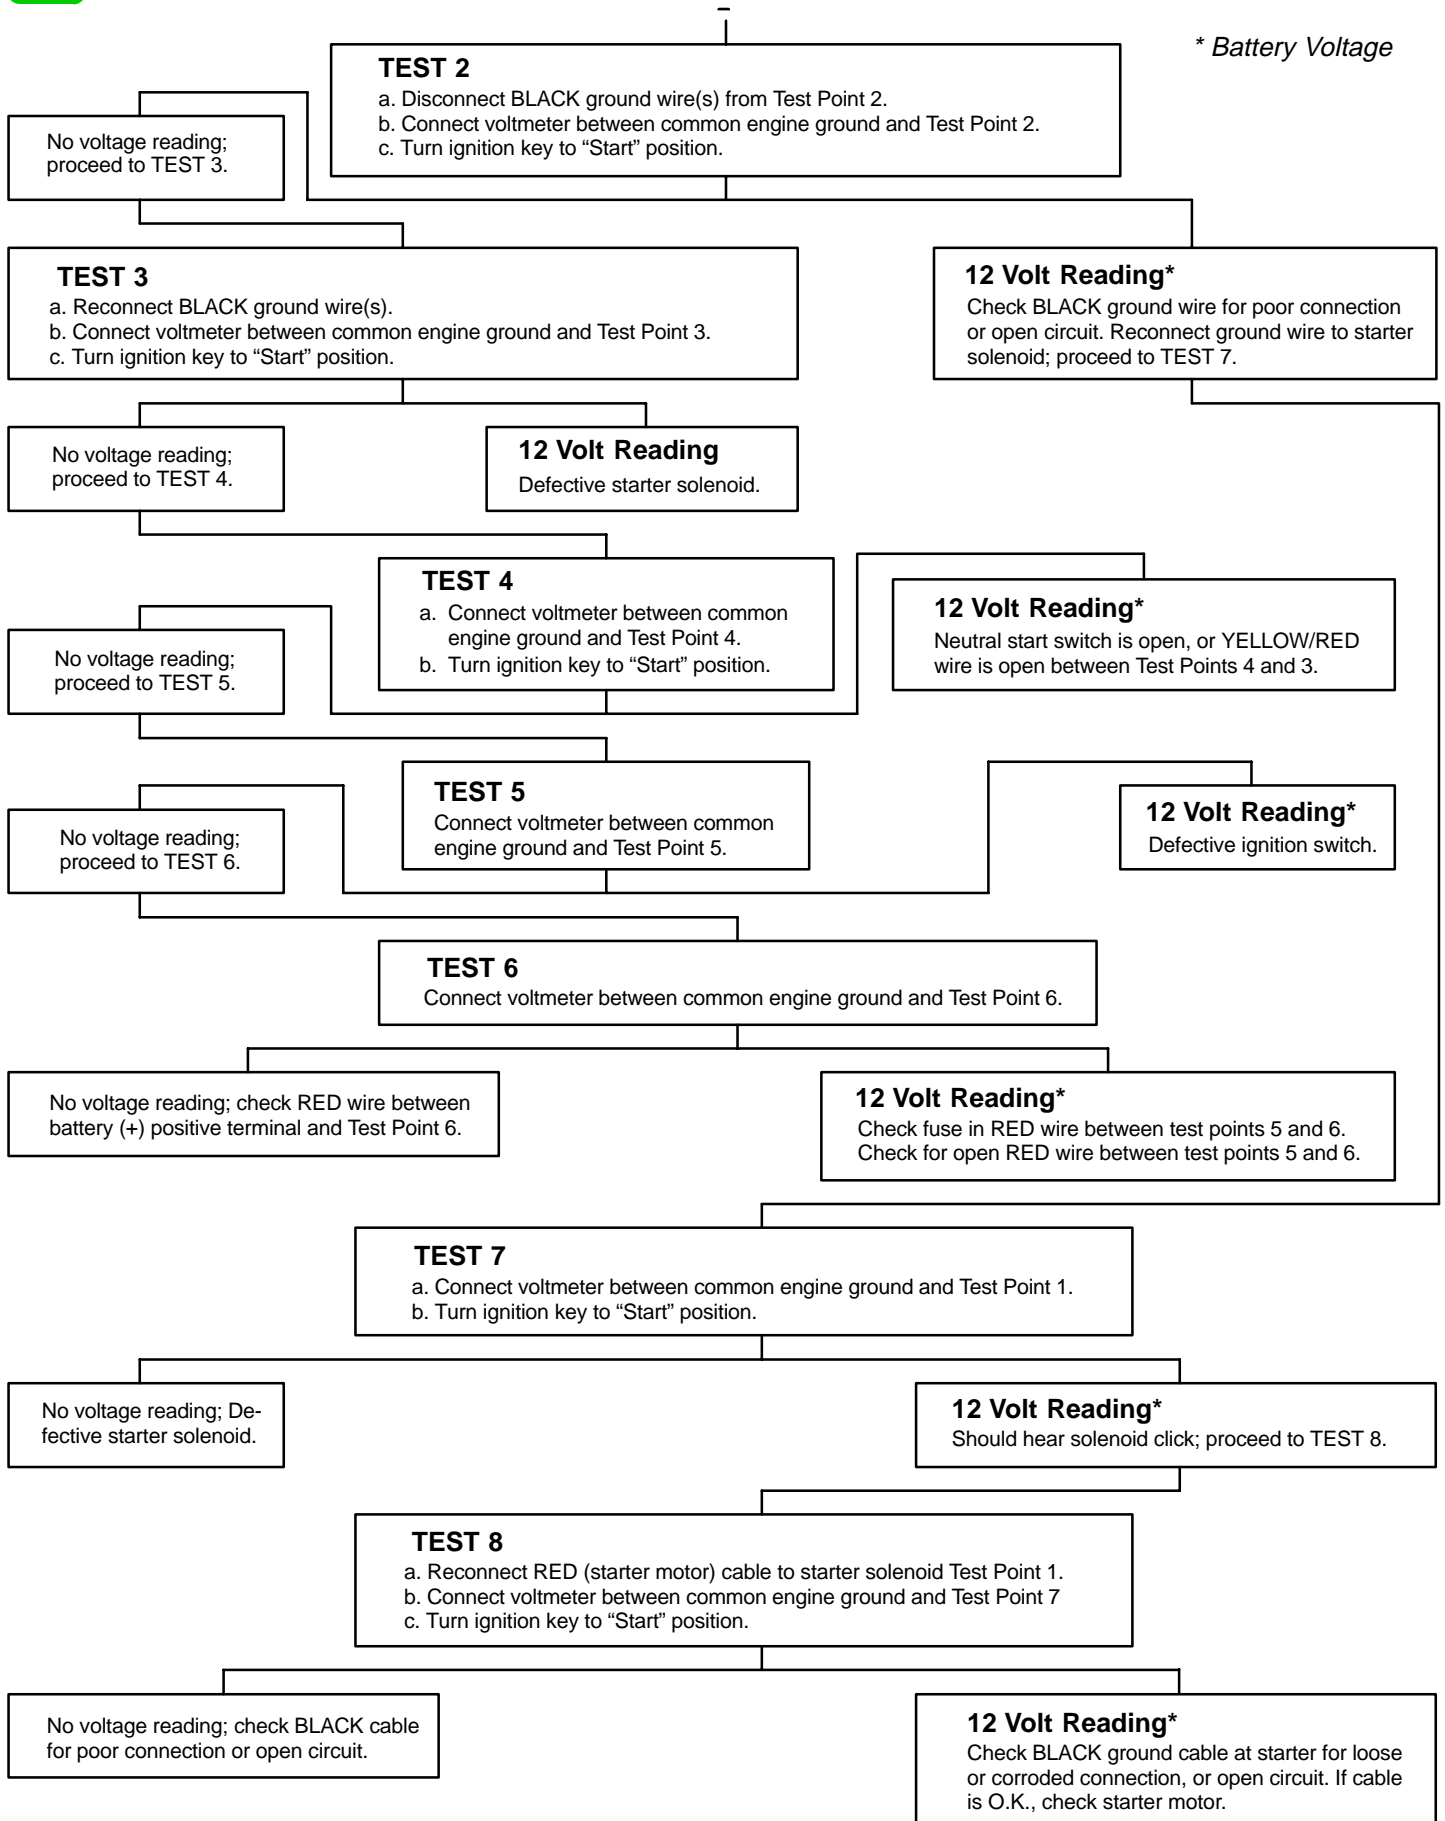 * Battery Voltage
TEST 2
a. Disconnect BLACK ground wire(s) from Test Point 2.
b. Connect voltmeter between common engine ground and Test Point 2.
c. Turn ignition key to “Start” position.
No voltage reading;
proceed to TEST 3.
TEST 3
a. Reconnect BLACK ground wire(s).
b. Connect voltmeter between common engine ground and Test Point 3.
c. Turn ignition key to “Start” position.
12 Volt Reading*
Check BLACK ground wire for poor connection
or open circuit. Reconnect ground wire to starter
solenoid; proceed to TEST 7.
No voltage reading;
proceed to TEST 4.
12 Volt Reading
Defective starter solenoid.
TEST 4
a. Connect voltmeter between common
engine ground and Test Point 4.
b. Turn ignition key to “Start” position.
12 Volt Reading*
Neutral start switch is open, or YELLOW/RED
wire is open between Test Points 4 and 3.
No voltage reading;
proceed to TEST 5.
TEST 5
Connect voltmeter between common
engine ground and Test Point 5.
12 Volt Reading*
Defective ignition switch.
No voltage reading;
proceed to TEST 6.
TEST 6
Connect voltmeter between common engine ground and Test Point 6.
No voltage reading; check RED wire between
battery (+) positive terminal and Test Point 6.
12 Volt Reading*
Check fuse in RED wire between test points 5 and 6.
Check for open RED wire between test points 5 and 6.
TEST 7
a. Connect voltmeter between common engine ground and Test Point 1.
b. Turn ignition key to “Start” position.
No voltage reading; De-
fective starter solenoid.
12 Volt Reading*
Should hear solenoid click; proceed to TEST 8.
TEST 8
a. Reconnect RED (starter motor) cable to starter solenoid Test Point 1.
b. Connect voltmeter between common engine ground and Test Point 7
c. Turn ignition key to “Start” position.
No voltage reading; check BLACK cable
for poor connection or open circuit.
12 Volt Reading*
Check BLACK ground cable at starter for loose
or corroded connection, or open circuit. If cable
is O.K., check starter motor.